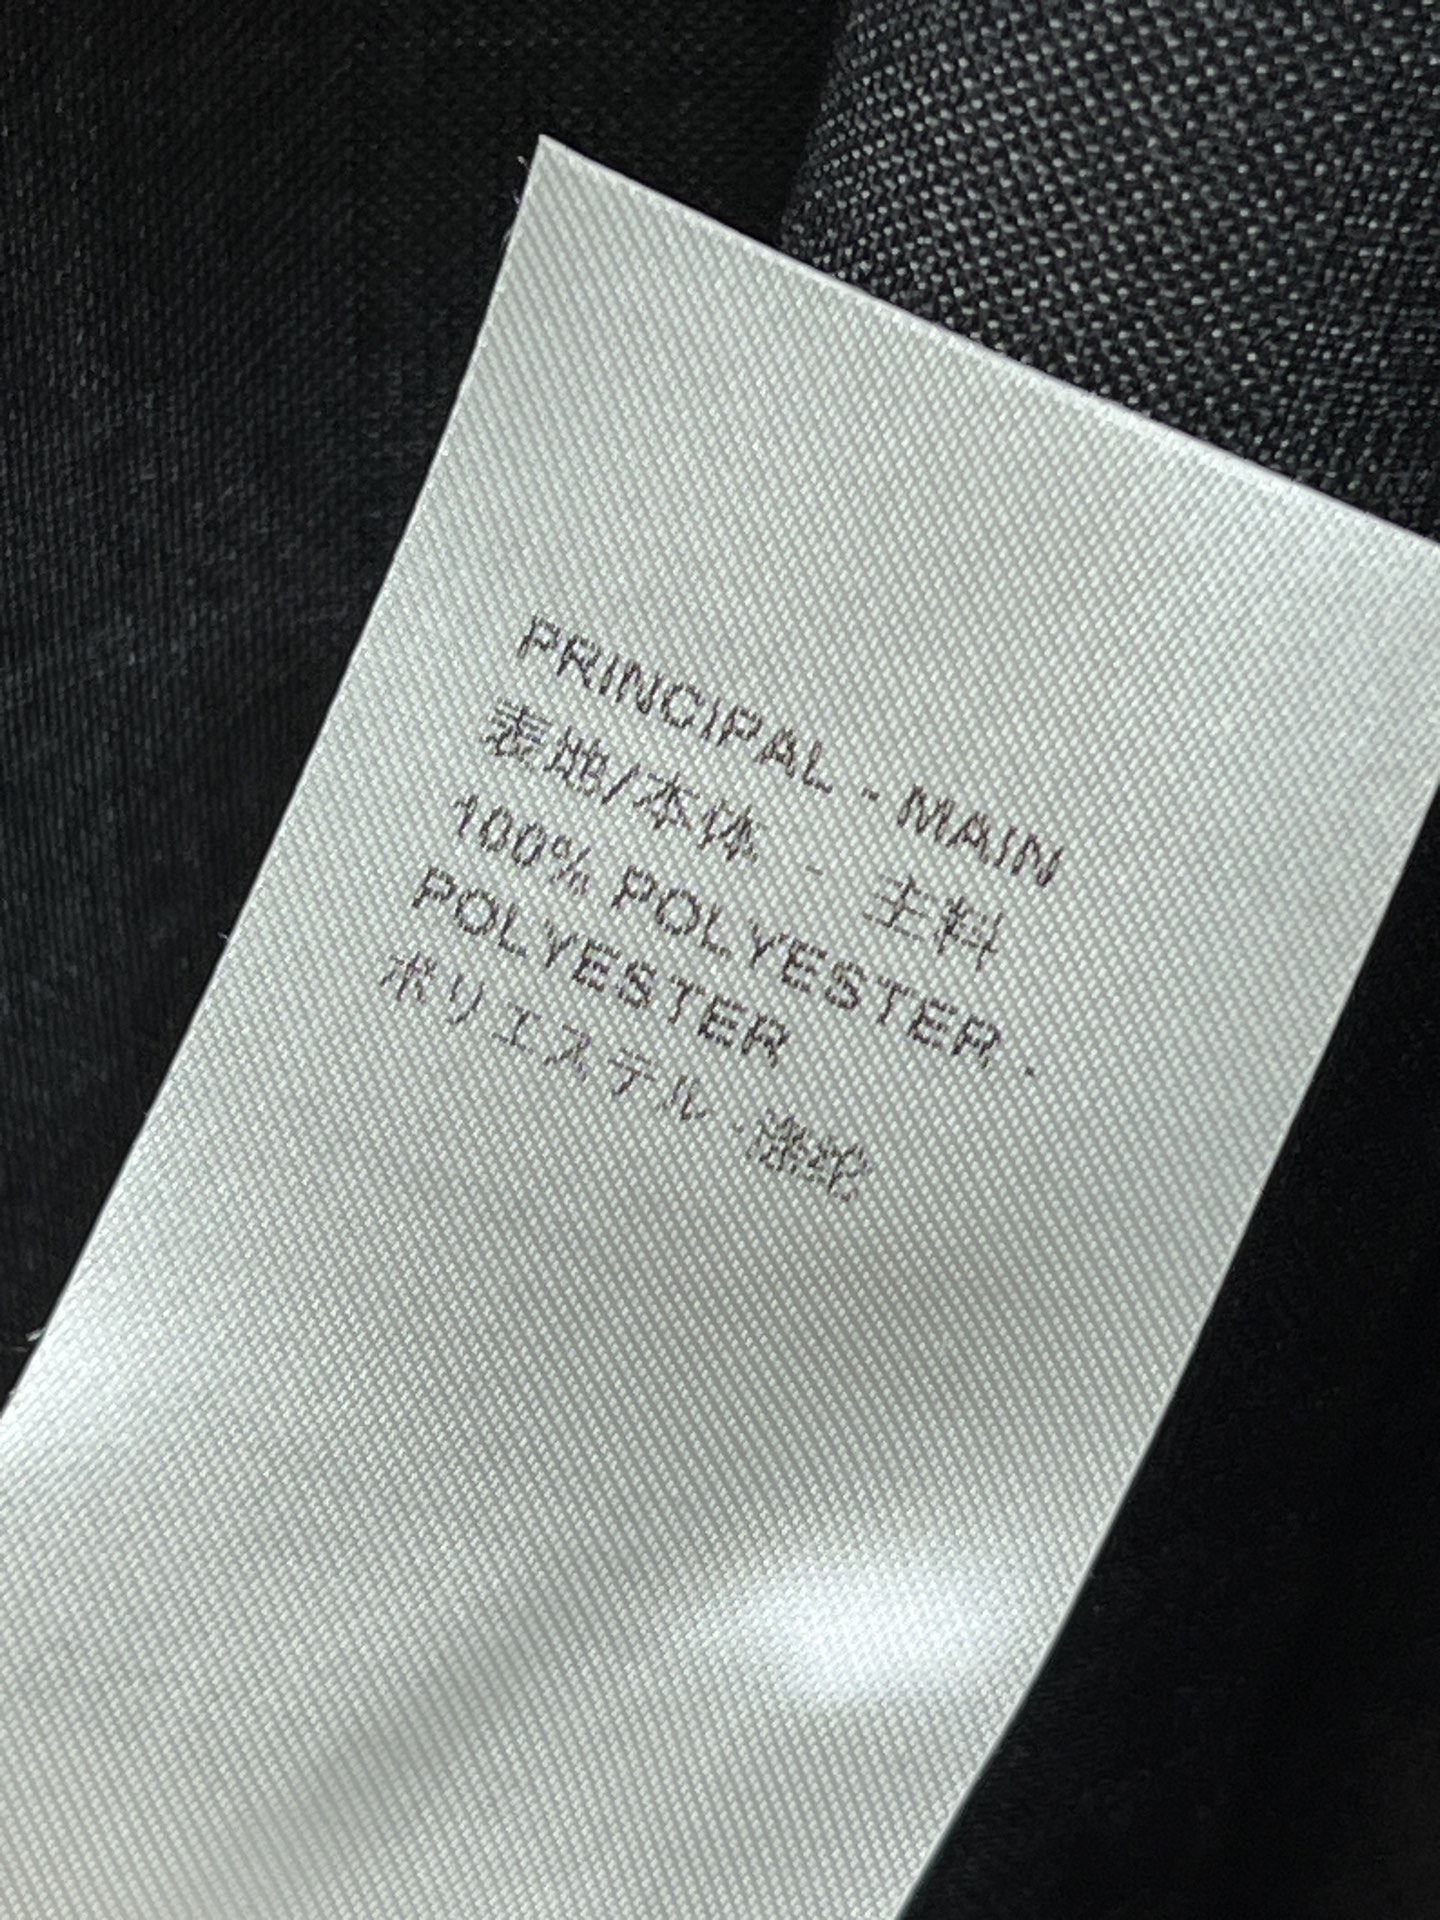 PRINCIPAL - MAIN
表地/本体 - 主料
100% POLYESTER -
POLYESTER
ポリエステル - 涤纶